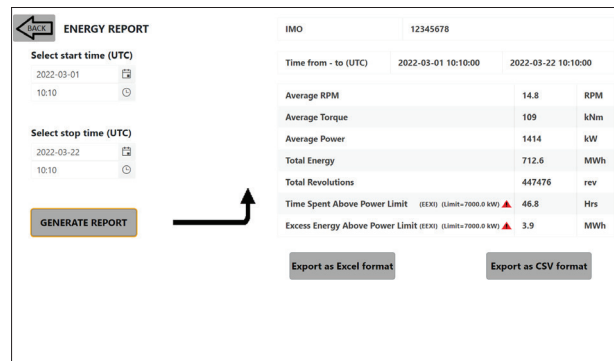 BACK
ENERGY REPORT
Select start time (UTC)
2022-03-01
10:10
Select stop time (UTC)
2022-03-22
10:10
GENERATE REPORT
IMO 12345678
Time from - to (UTC) 2022-03-01 10:10:00 2022-03-22 10:10:00
Average RPM 14.8 RPM
Average Torque 109 kNm
Average Power 1414 kW
Total Energy 712.6 MWh
Total Revolutions 447476 rev
Time Spent Above Power Limit (EEXI) (Limit=7000.0 kW) 46.8 Hrs
Excess Energy Above Power Limit (EEXI) (Limit=7000.0 kW) 3.9 MWh
Export as Excel format Export as CSV format